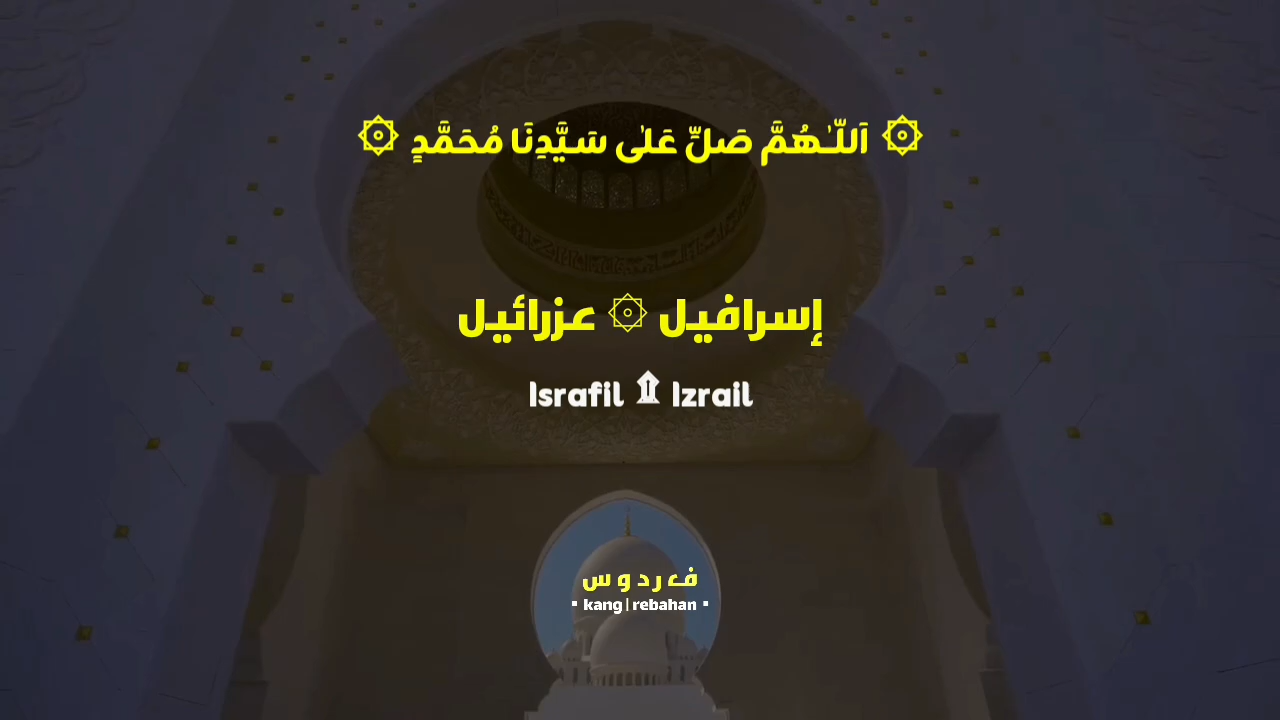 ۞ اَللّٰهُمَّ صَلِّ عَلٰى سَيَّدِنَا مُحَمَّدٍ ۞
إسرافيل ۞ عزرائيل
Israfil ۩ Izrail
ف ر د و س
▪ kang | rebahan ▪